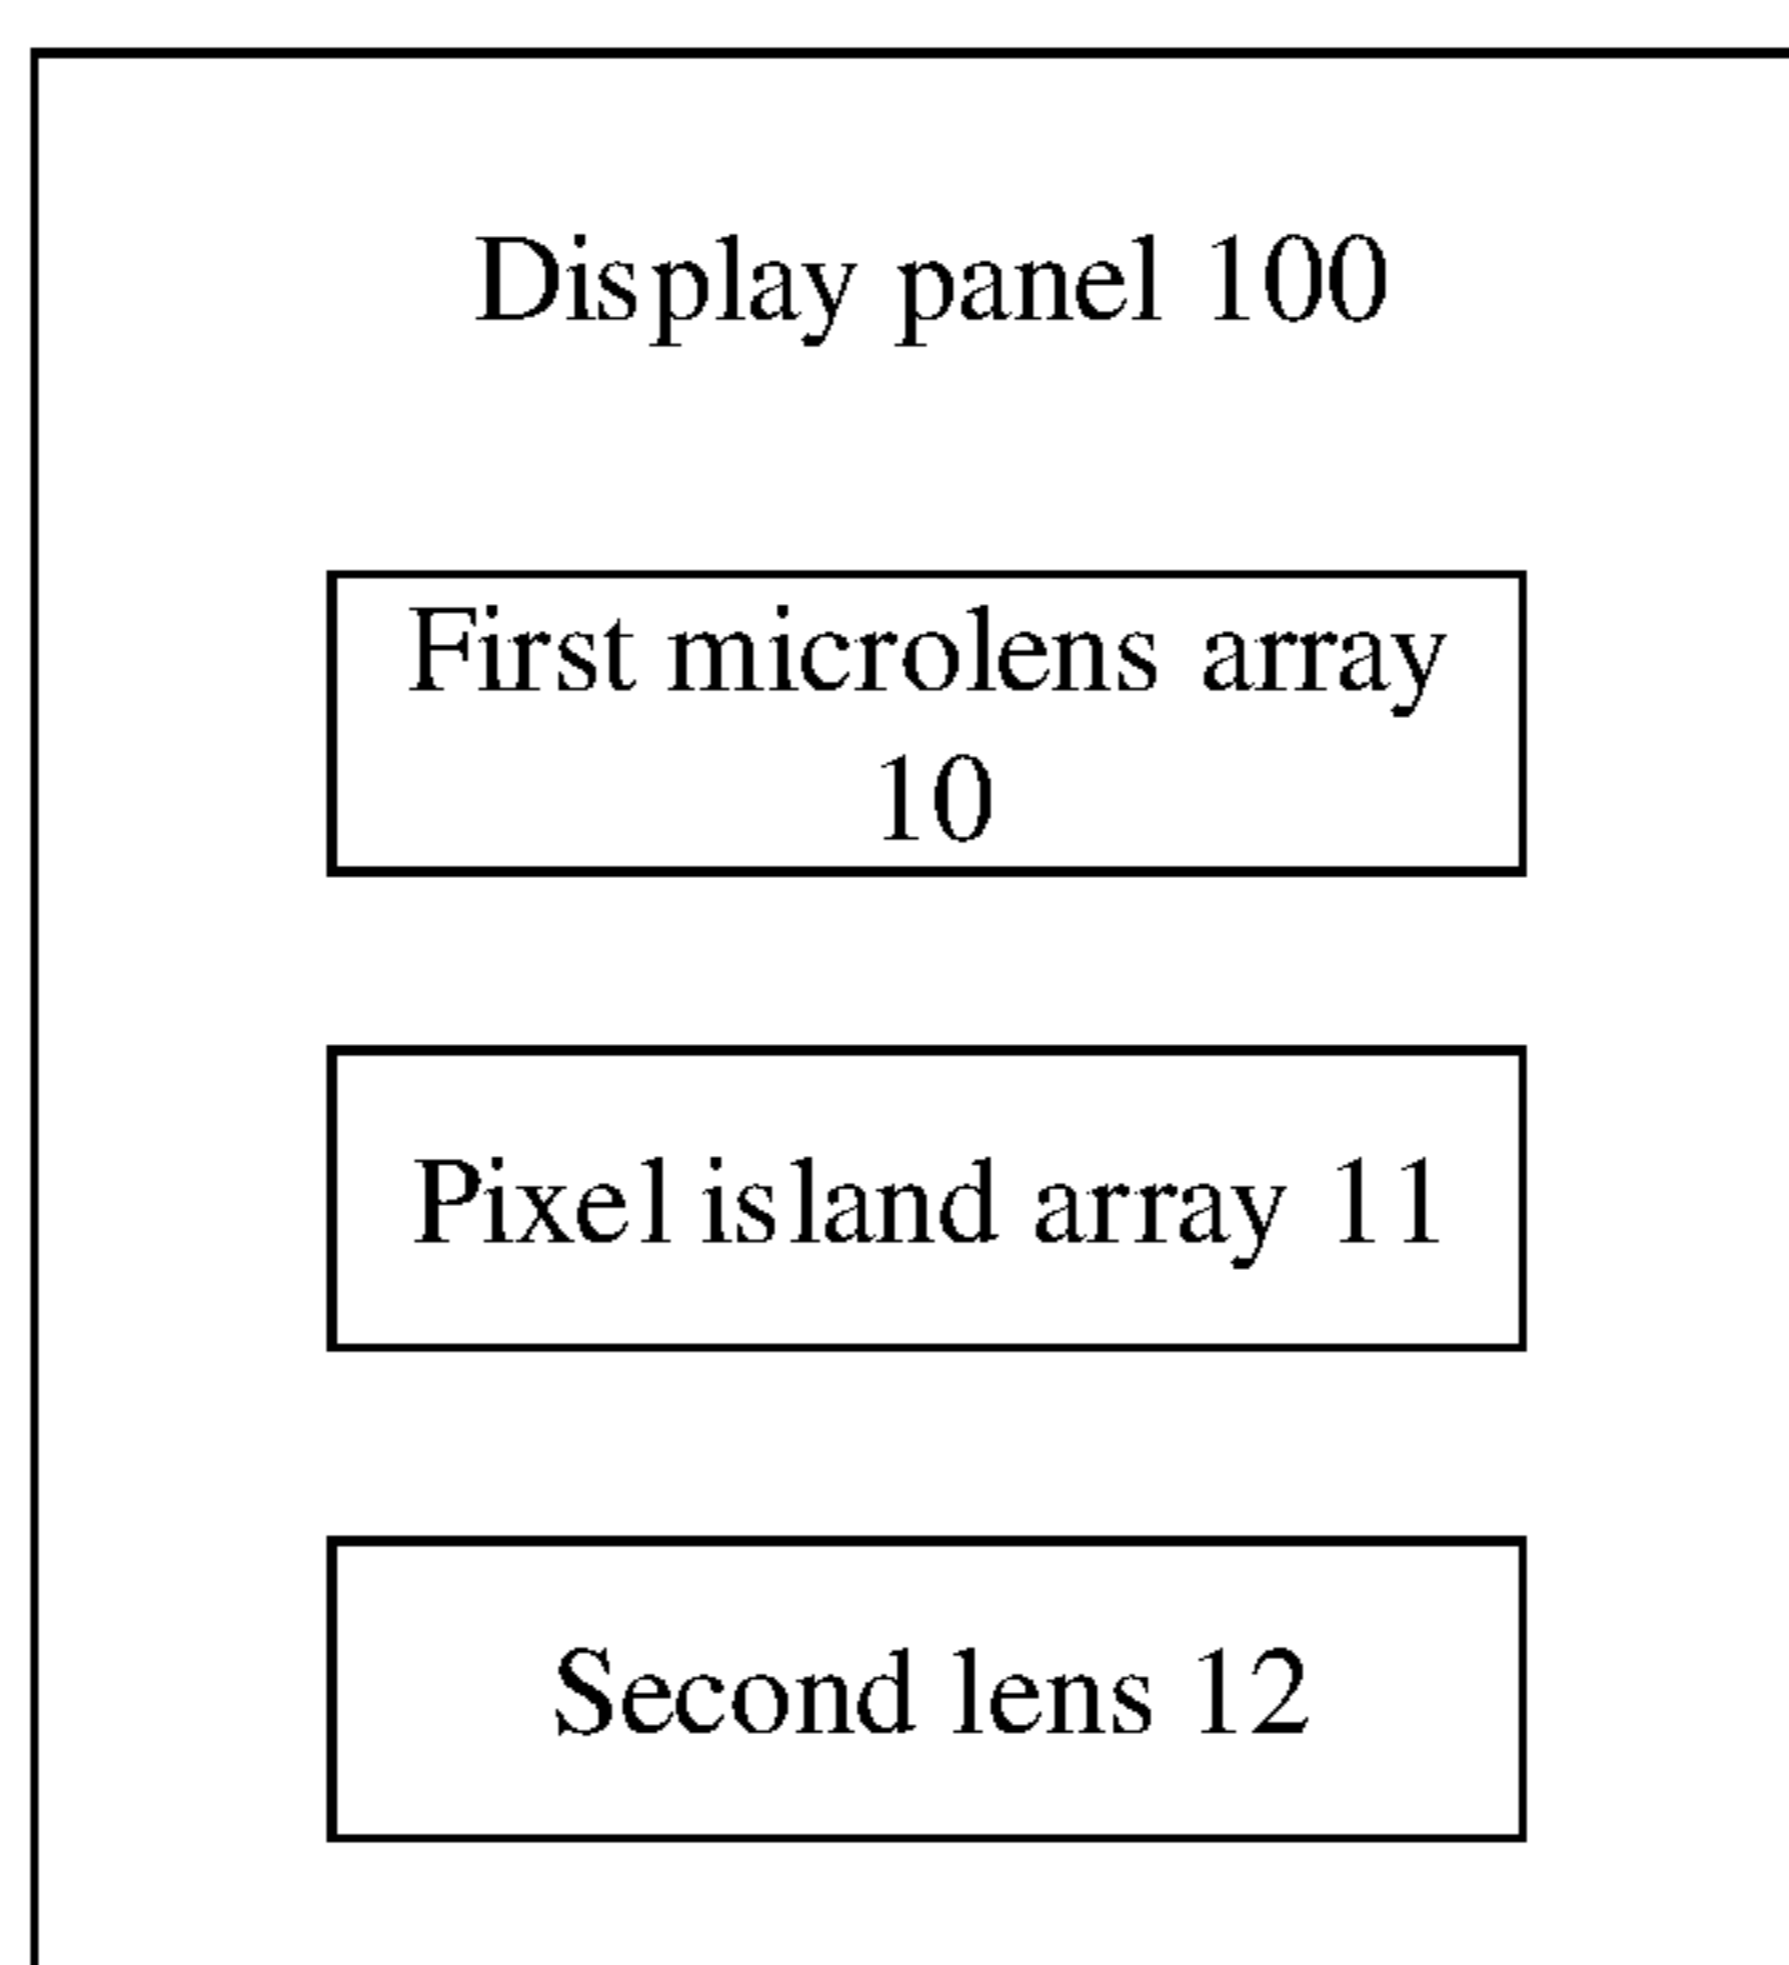 Display panel 100
First microlens array
10
Pixel island array 11
Second lens 12